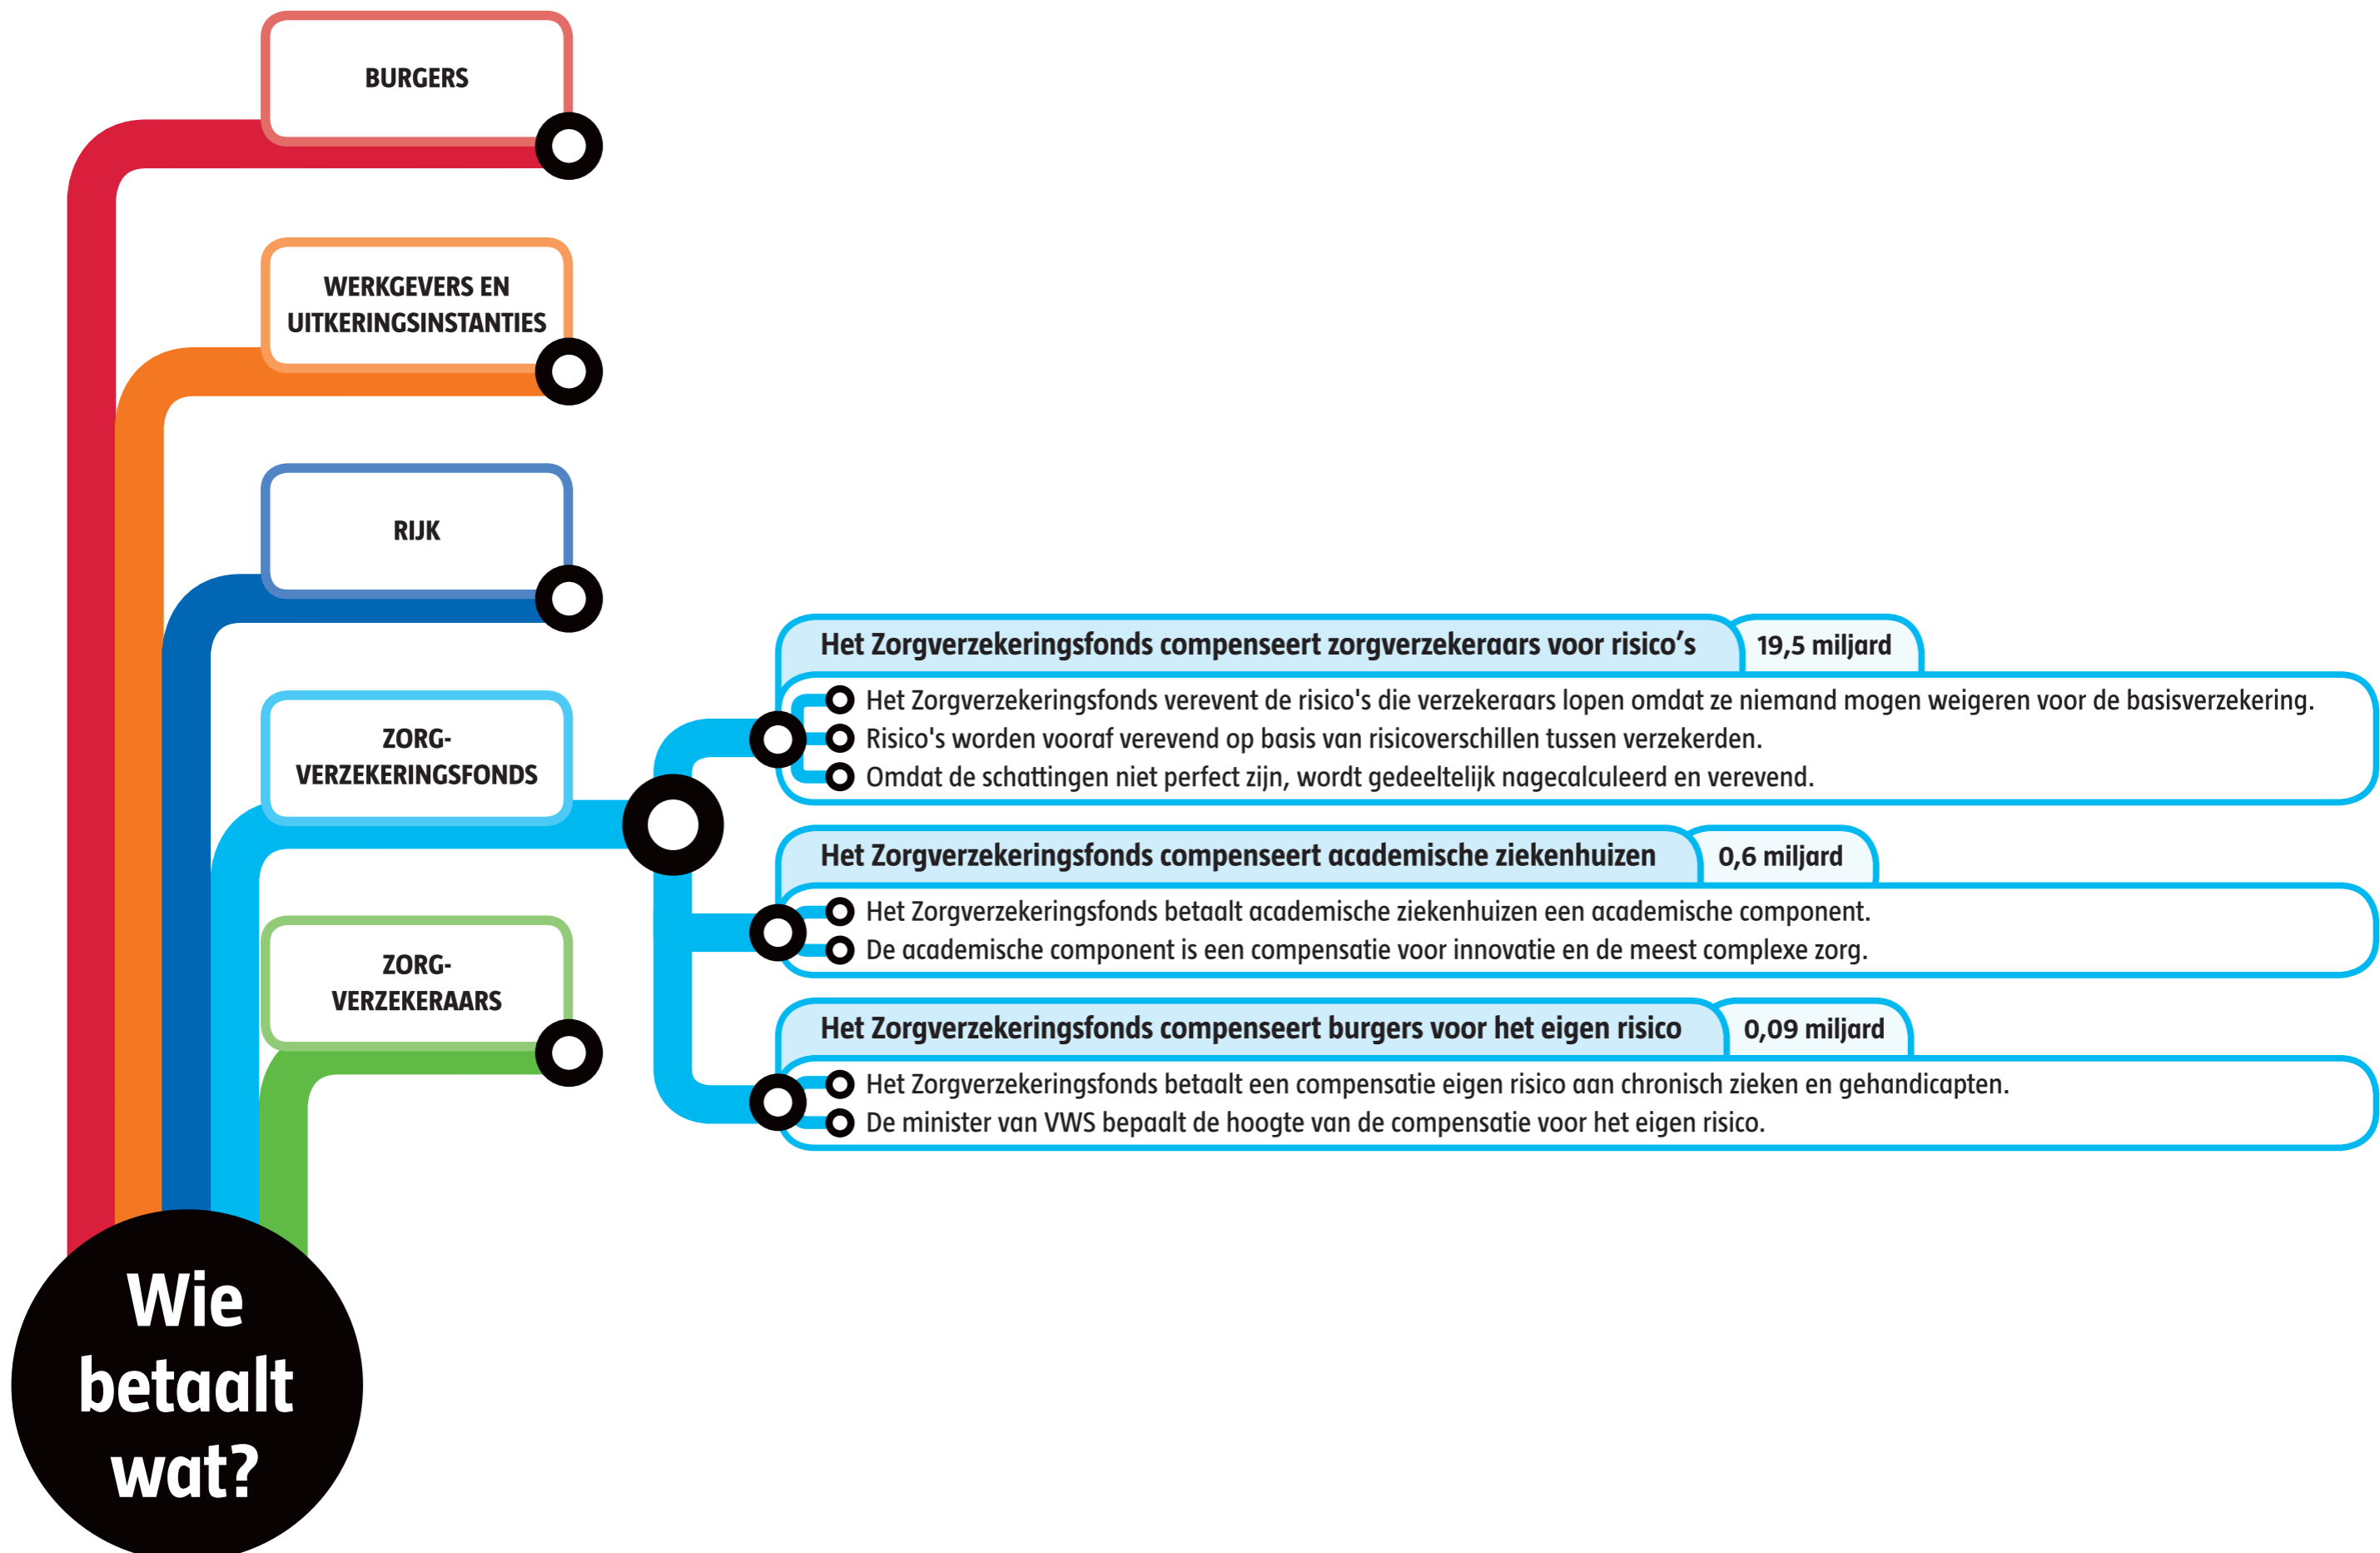 BURGERS
WERKGEVERS EN
UITKERINGSINSTANTIES
RIJK
ZORG-
VERZEKERINGSFONDS
ZORG-
VERZEKERAARS
Wie
betaalt
wat?
Het Zorgverzekeringsfonds compenseert zorgverzekeraars voor risico’s 19,5 miljard
Het Zorgverzekeringsfonds verevent de risico's die verzekeraars lopen omdat ze niemand mogen weigeren voor de basisverzekering.
Risico's worden vooraf verevend op basis van risicoverschillen tussen verzekerden.
Omdat de schattingen niet perfect zijn, wordt gedeeltelijk nagecalculeerd en verevend.
Het Zorgverzekeringsfonds compenseert academische ziekenhuizen 0,6 miljard
Het Zorgverzekeringsfonds betaalt academische ziekenhuizen een academische component.
De academische component is een compensatie voor innovatie en de meest complexe zorg.
Het Zorgverzekeringsfonds compenseert burgers voor het eigen risico 0,09 miljard
Het Zorgverzekeringsfonds betaalt een compensatie eigen risico aan chronisch zieken en gehandicapten.
De minister van VWS bepaalt de hoogte van de compensatie voor het eigen risico.